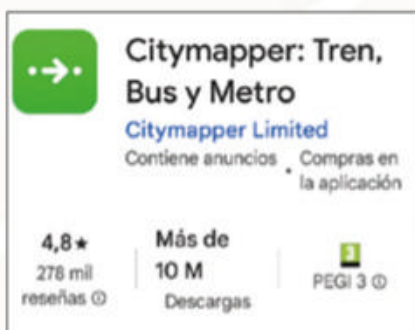 Citymapper: Tren,
Bus y Metro
Citymapper Limited
Contiene anuncios · Compras en
la aplicación
4,8★
278 mil
reseñas
Más de
10 M
Descargas
3
PEGI 3